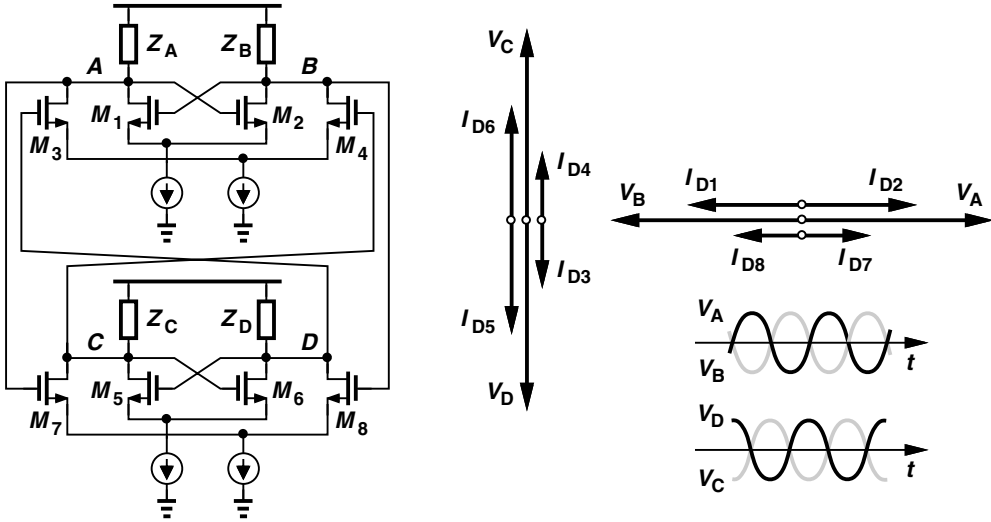 Z_A Z_B
A B
M_1 M_2
M_3 M_4
Z_C Z_D
C D
M_5 M_6
M_7 M_8
V_C
I_D6
I_D4
I_D3
I_D5
V_D
I_D1 I_D2
V_B V_A
I_D8 I_D7
V_A
V_B t
V_D
V_C t